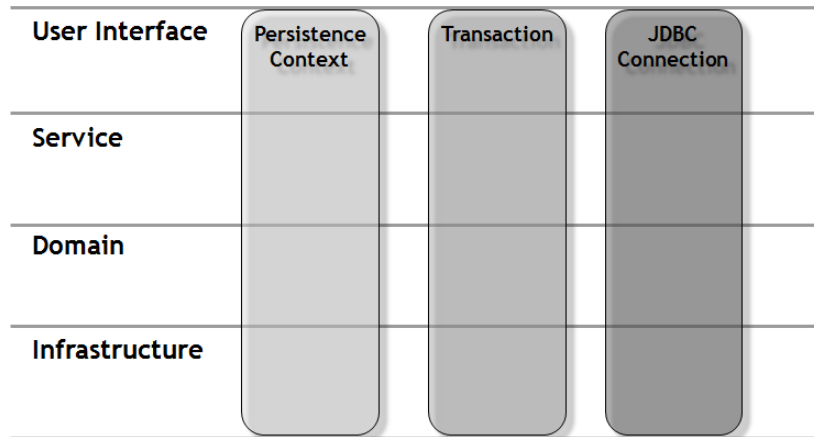 User Interface
Persistence
Context
Transaction
JDBC
Connection
Service
Domain
Infrastructure